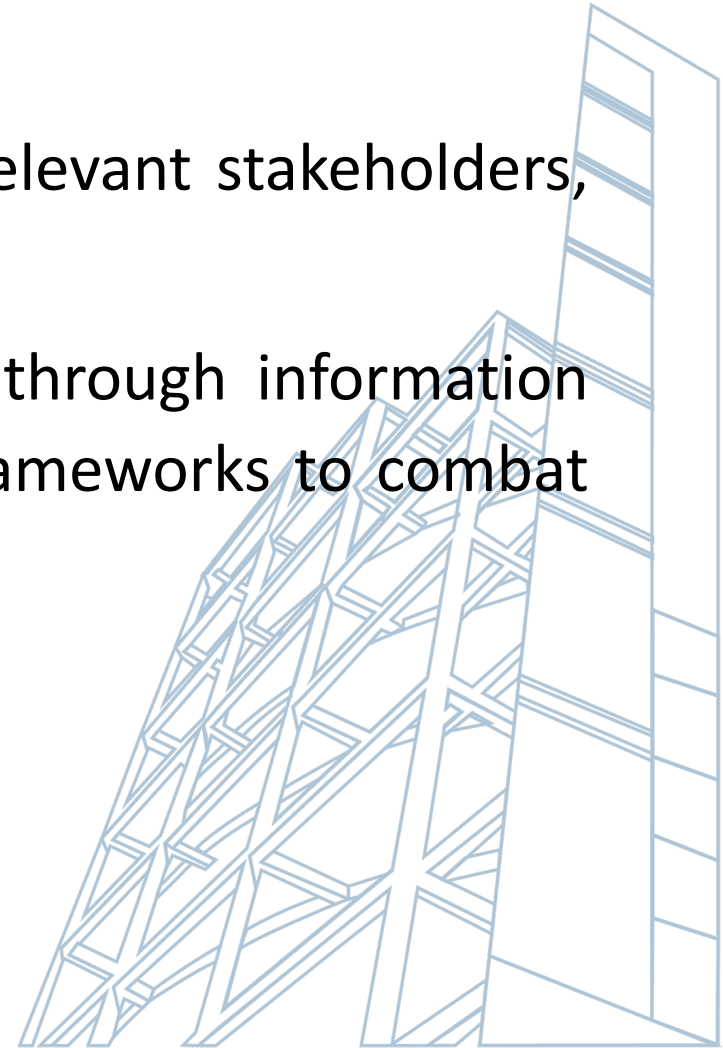 elevant stakeholders,
through information
ameworks to combat